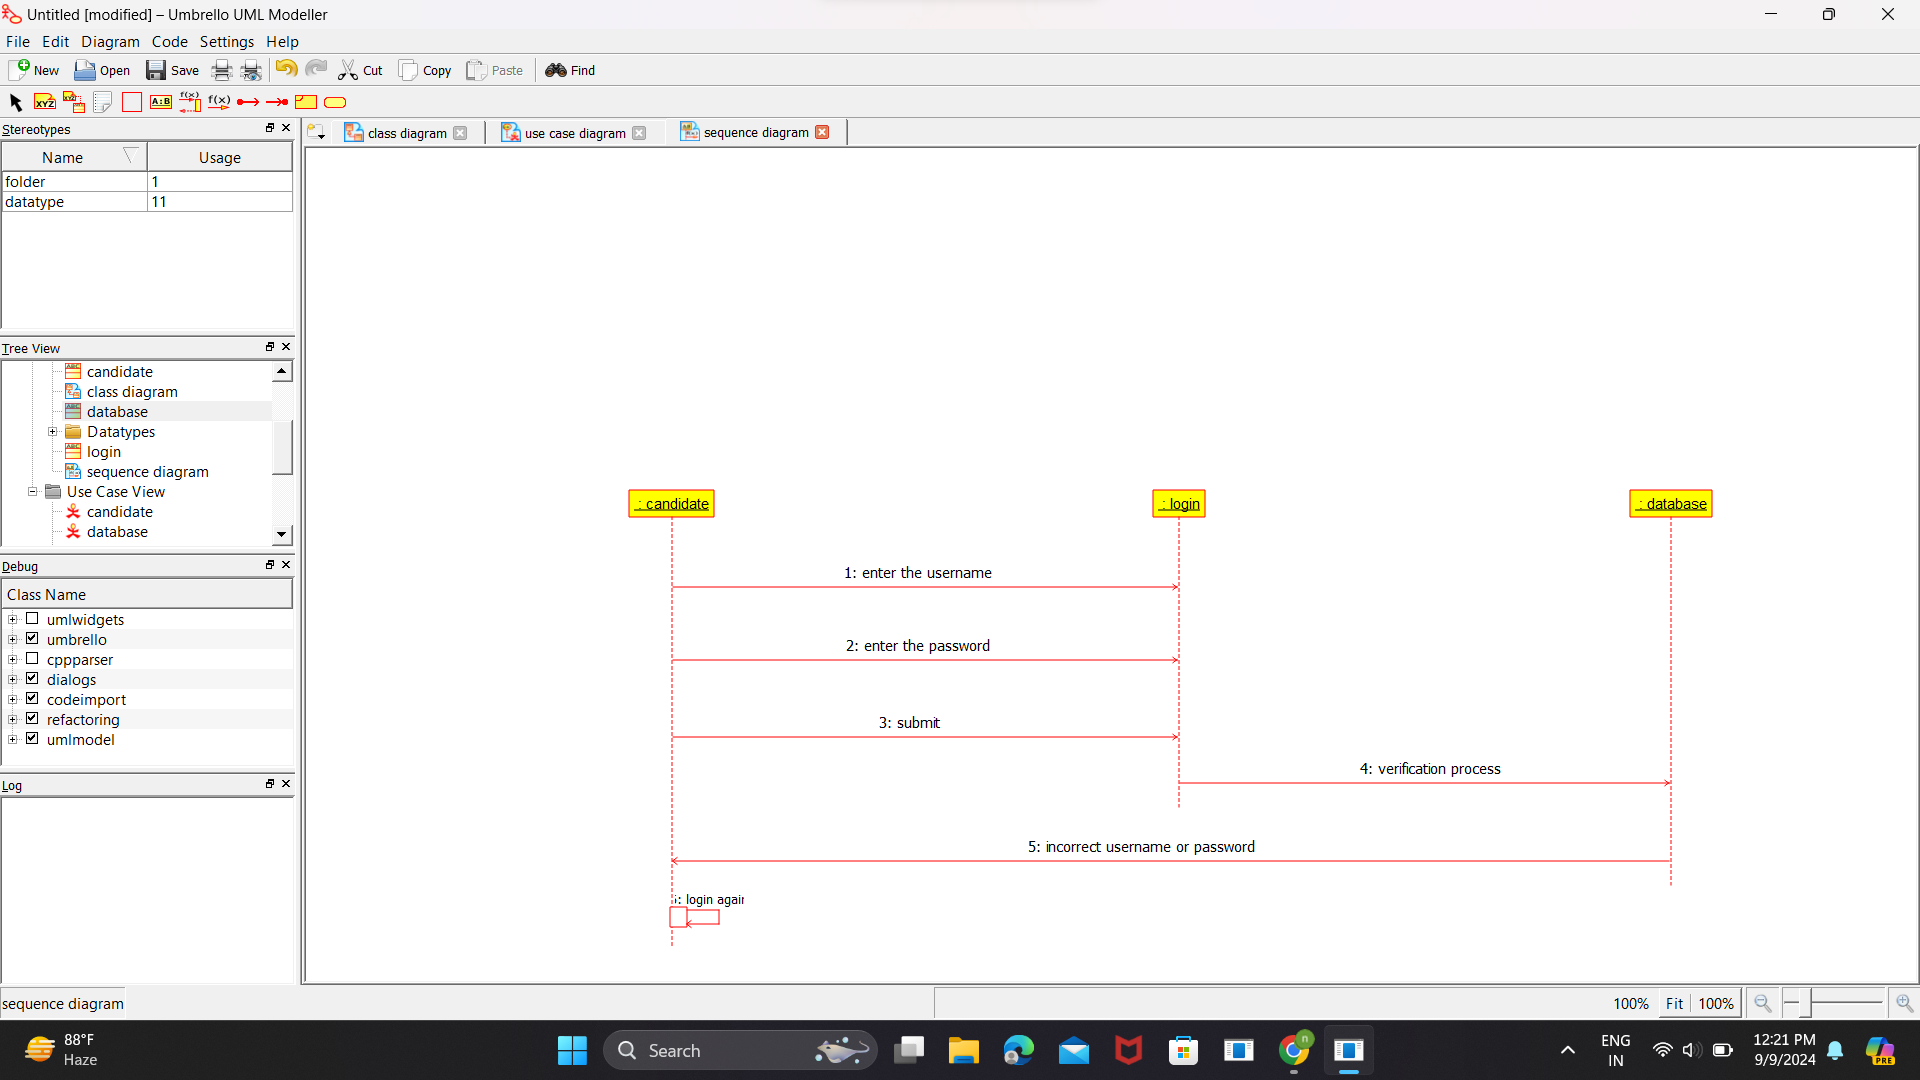 Untitled [modified] – Umbrello UML Modeller
File Edit Diagram Code Settings Help
New Open Save Cut Copy Paste Find
XYZ A:B f(x) f(x)
Stereotypes
class diagram use case diagram sequence diagram
Name Usage
folder 1
datatype 11
Tree View
candidate
class diagram
database
Datatypes
login
sequence diagram
Use Case View
candidate
database
: candidate : login : database
1: enter the username
2: enter the password
3: submit
4: verification process
5: incorrect username or password
: login again
Debug
Class Name
umlwidgets
umbrello
cppparser
dialogs
codeimport
refactoring
umlmodel
Log
sequence diagram 100% Fit 100%
88°F
Haze
Search
ENG
IN
12:21 PM
9/9/2024
PRE